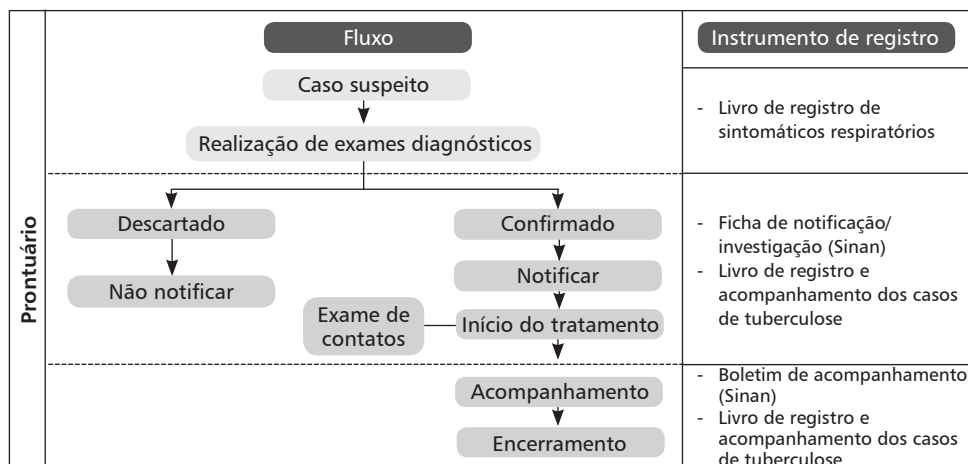 Prontuário
Fluxo
Caso suspeito
Realização de exames diagnósticos
Descartado
Não notificar
Confirmado
Notificar
Exame de
contatos
Início do tratamento
Acompanhamento
Encerramento
Instrumento de registro
- Livro de registro de
sintomáticos respiratórios
- Ficha de notificação/
investigação (Sinan)
- Livro de registro e
acompanhamento dos casos
de tuberculose
- Boletim de acompanhamento
(Sinan)
- Livro de registro e
acompanhamento dos casos
de tuberculose